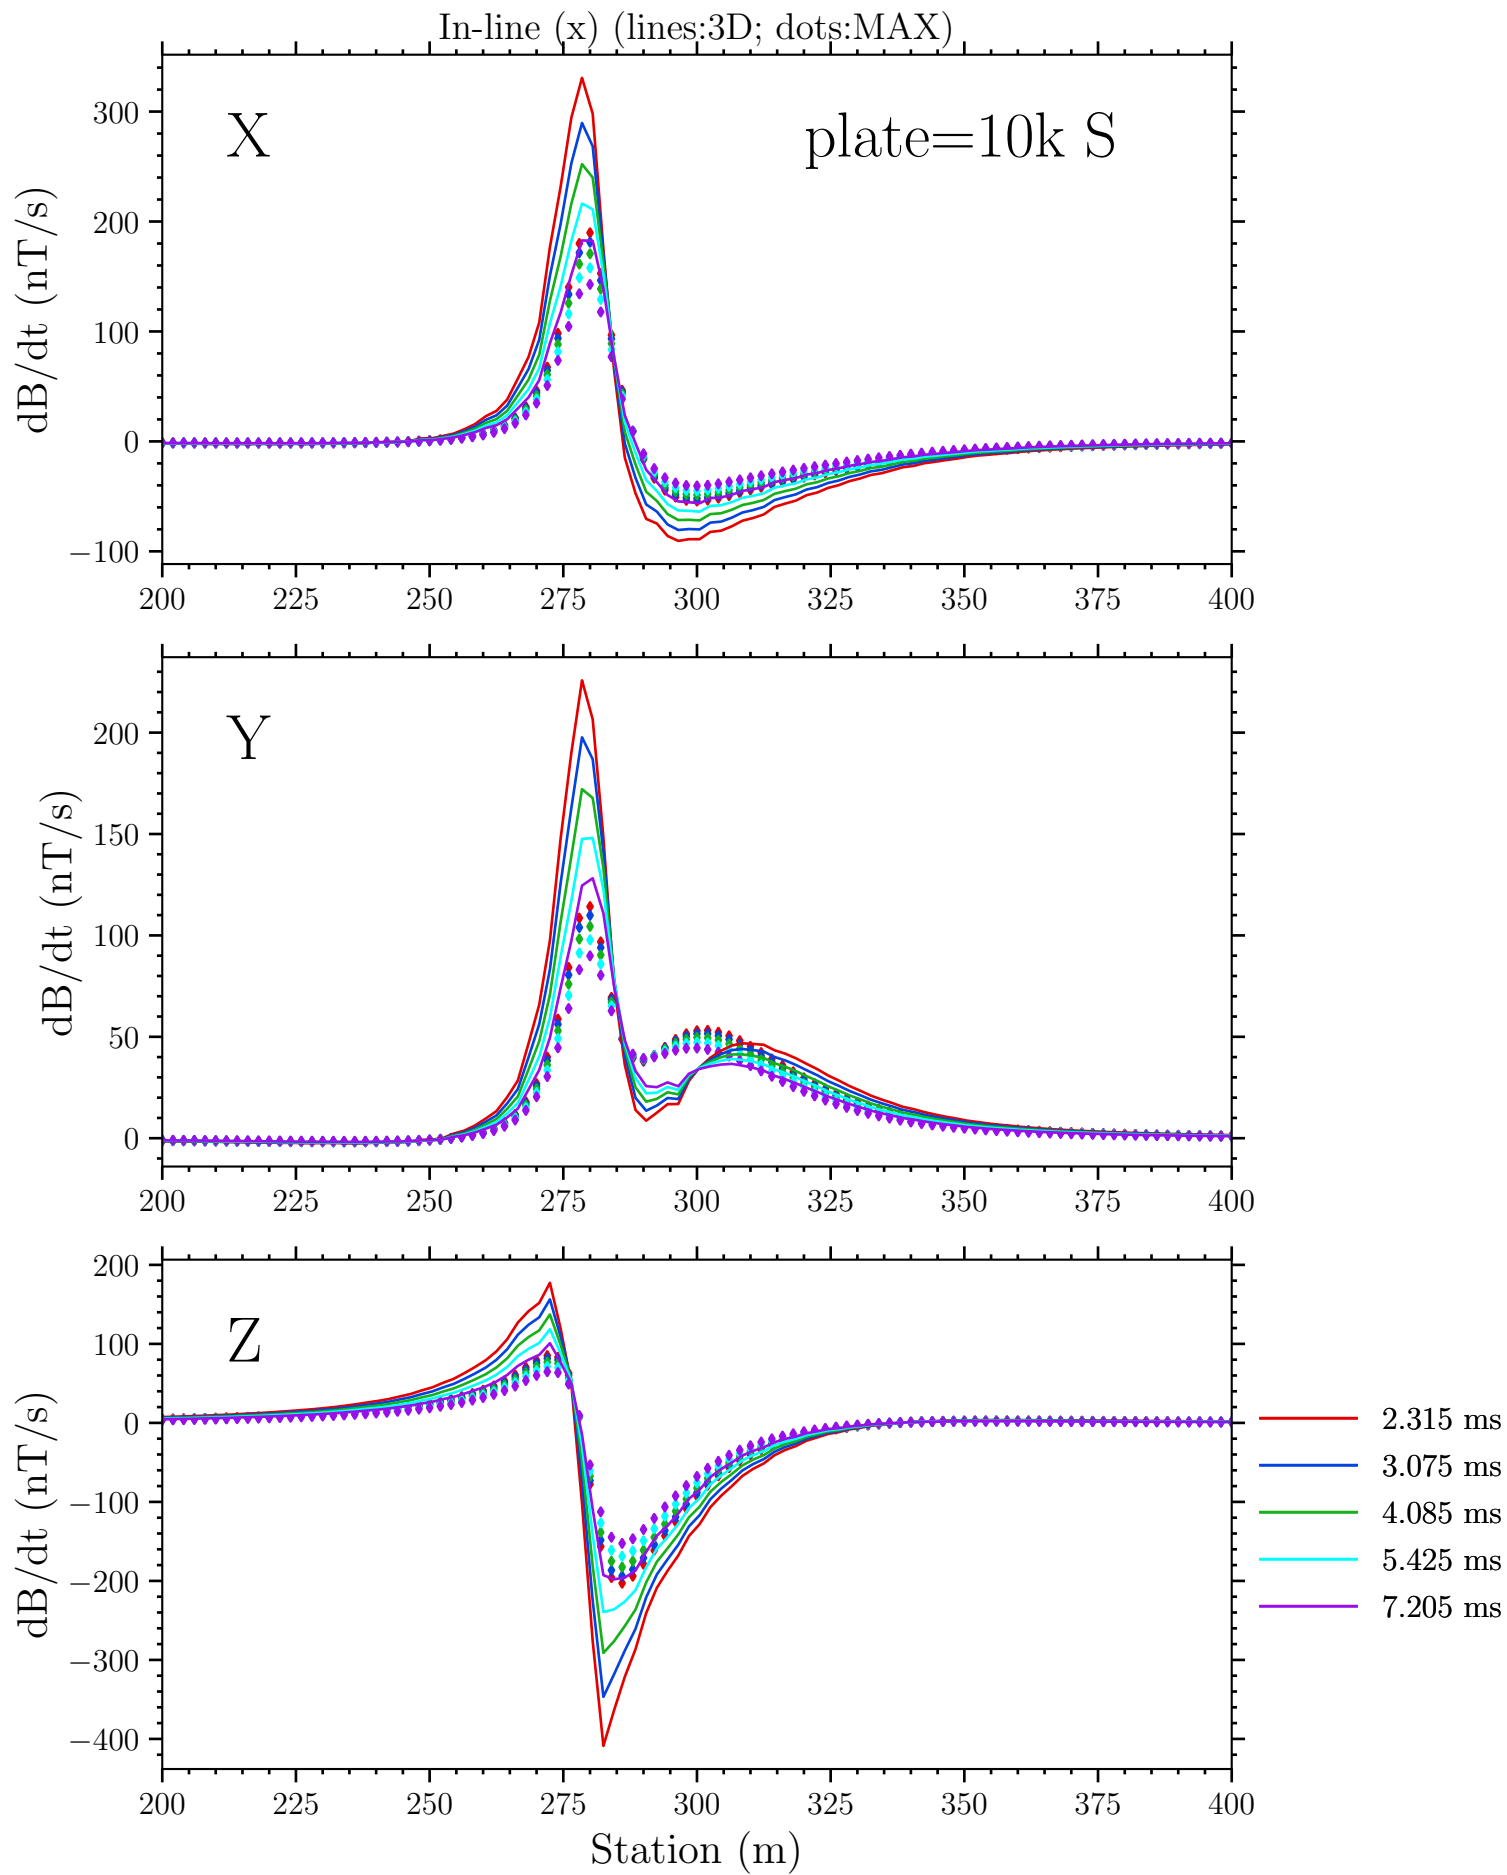 In-line (x) (lines:3D; dots:MAX)
X
plate=10k S
dB/dt (nT/s)
300
200
100
0
−100
200 225 250 275 300 325 350 375 400
Y
dB/dt (nT/s)
200
150
100
50
0
200 225 250 275 300 325 350 375 400
Z
dB/dt (nT/s)
200
100
0
−100
−200
−300
−400
200 225 250 275 300 325 350 375 400
Station (m)
2.315 ms
3.075 ms
4.085 ms
5.425 ms
7.205 ms